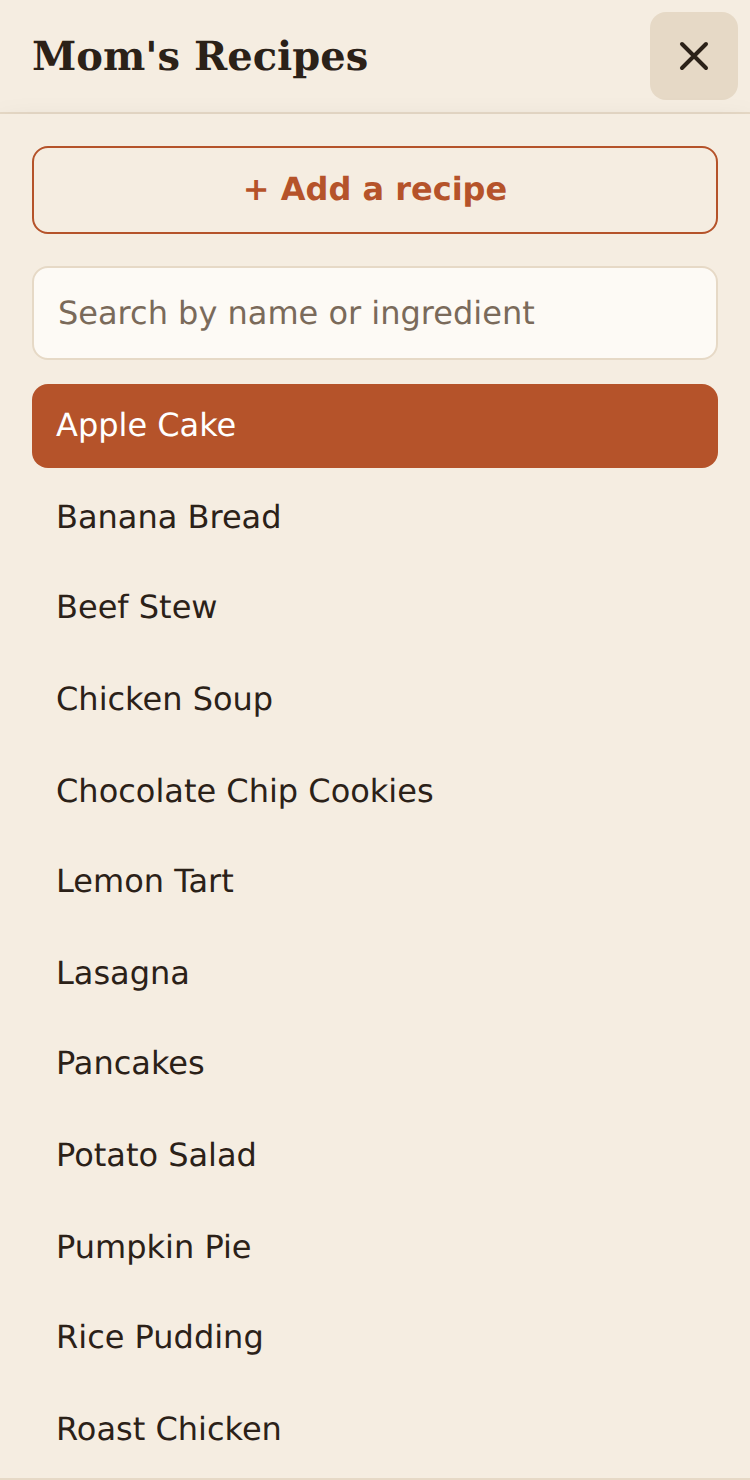 Mom's Recipes
+ Add a recipe
Search by name or ingredient
Apple Cake
Banana Bread
Beef Stew
Chicken Soup
Chocolate Chip Cookies
Lemon Tart
Lasagna
Pancakes
Potato Salad
Pumpkin Pie
Rice Pudding
Roast Chicken